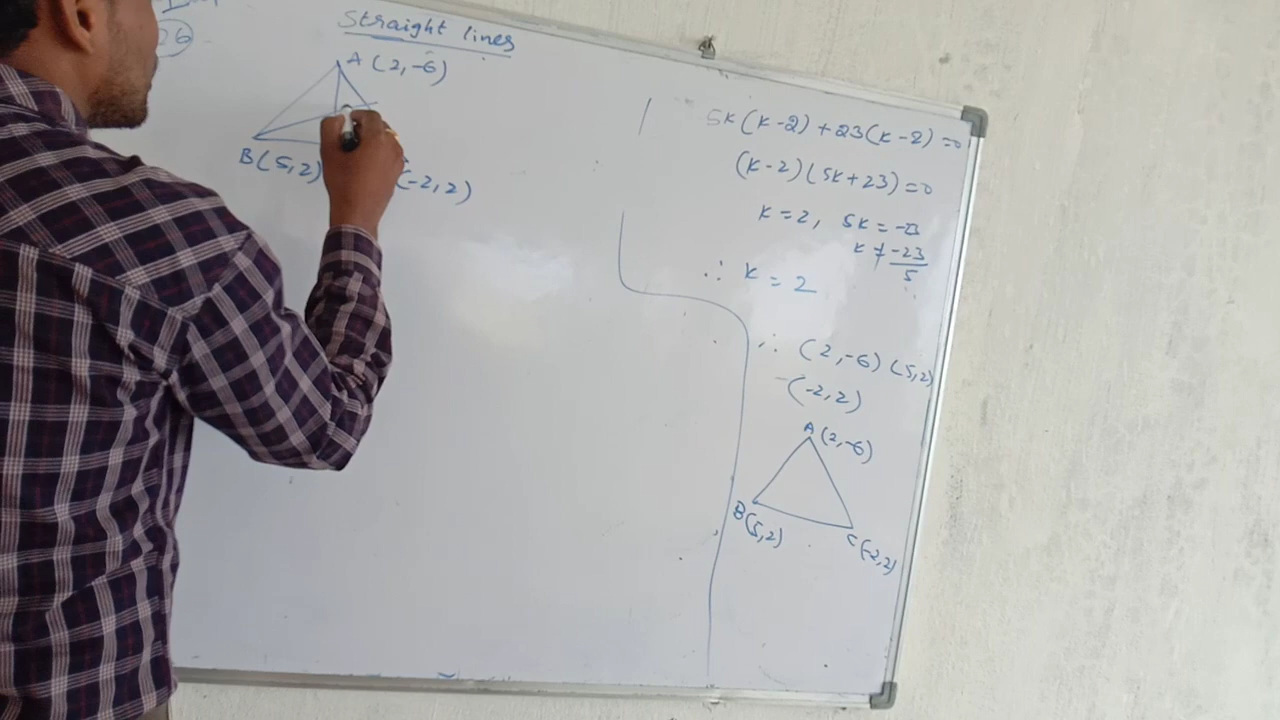 26
Straight lines
A (2, -6)
B(5,2)
(-2, 2)
5k(k-2) + 23(k-2) = 0
(k-2)(5k+23) = 0
k = 2, 5k = -23
k ≠ -23/5
∴ k = 2
∴ (2, -6) (5,2)
(-2,2)
A (2, -6)
B(5,2)
C(-2,2)